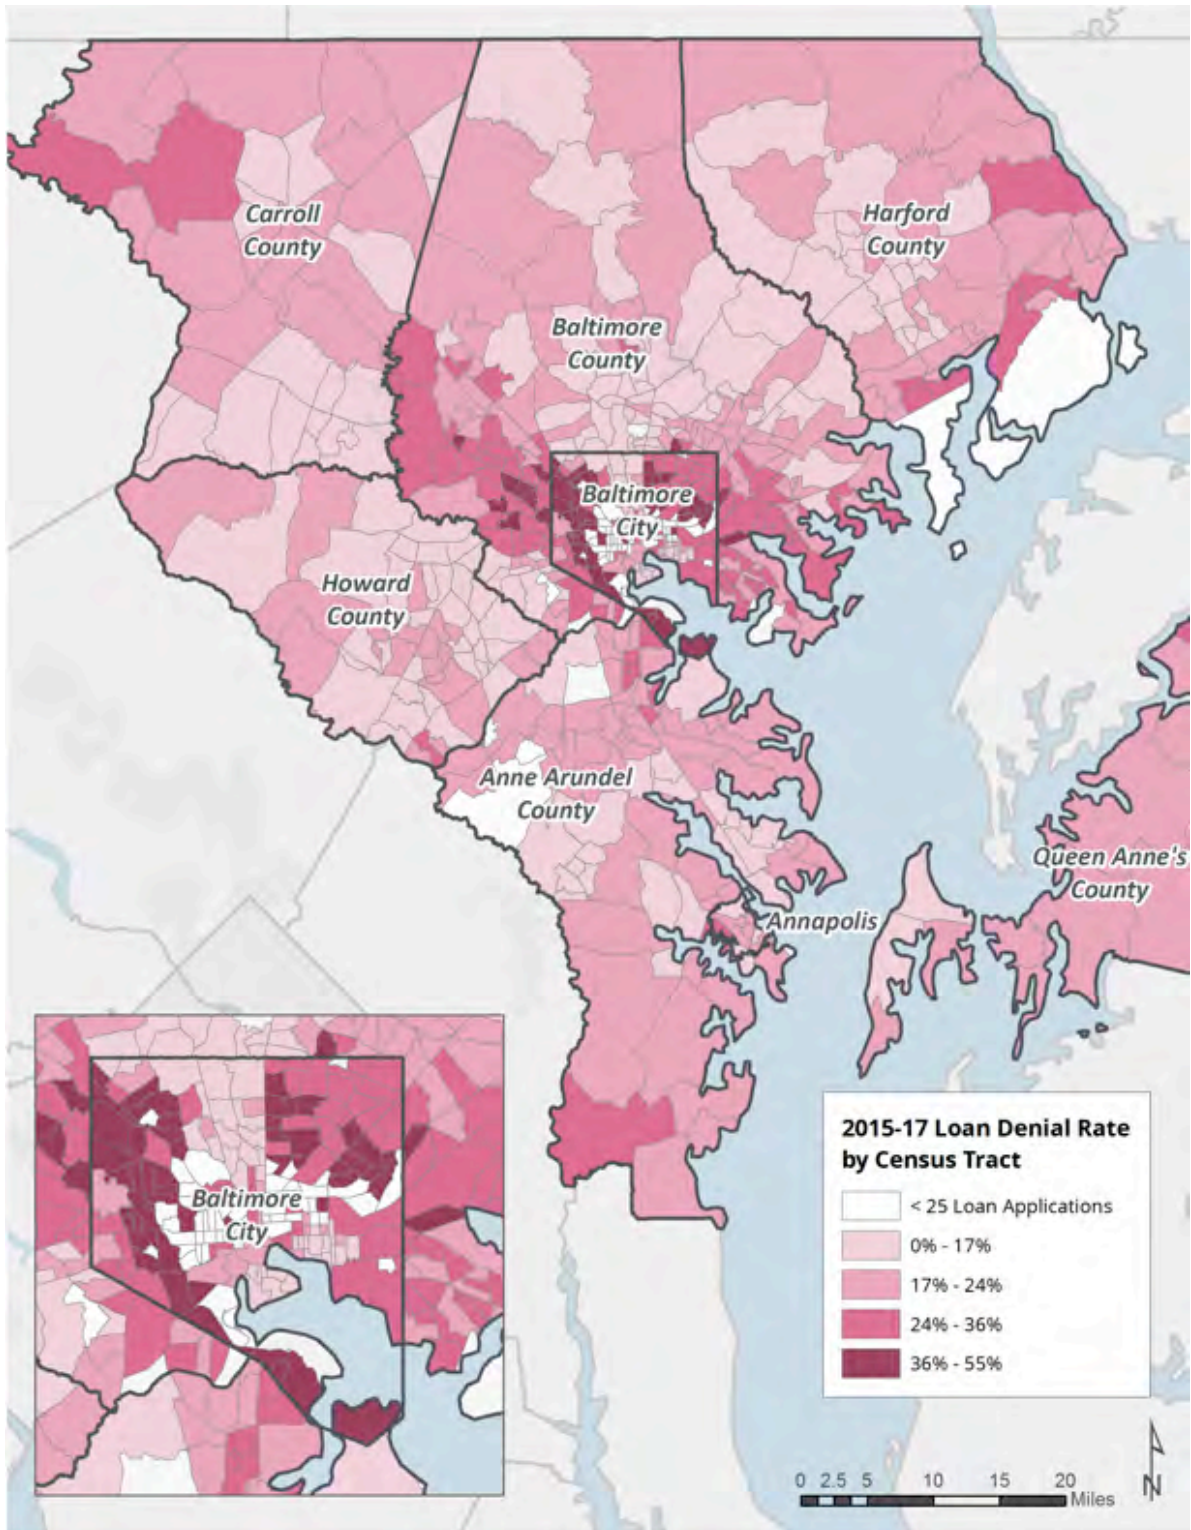 Carroll
County
Harford
County
Baltimore
County
Baltimore
City
Howard
County
Anne Arundel
County
Queen Anne's
County
Annapolis
Baltimore
City
2015-17 Loan Denial Rate
by Census Tract
< 25 Loan Applications
0% - 17%
17% - 24%
24% - 36%
36% - 55%
N
0 2.5 5 10 15 20
Miles